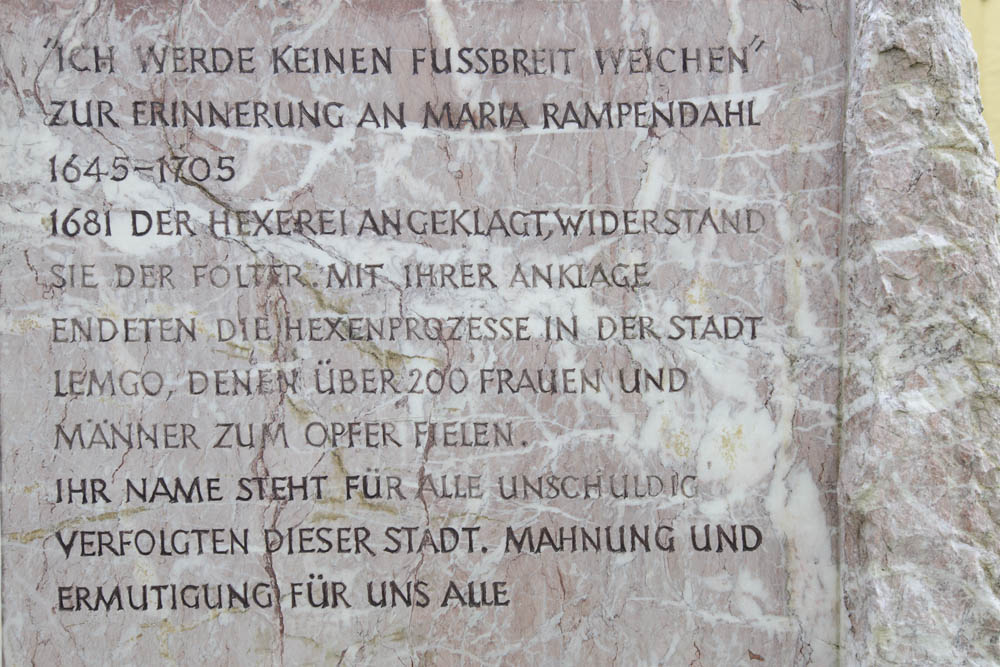 "ICH WERDE KEINEN FUSSBREIT WEICHEN"
ZUR ERINNERUNG AN MARIA RAMPENDAHL
1645-1705
1681 DER HEXEREI ANGEKLAGT, WIDERSTAND
SIE DER FOLTER. MIT IHRER ANKLAGE
ENDETEN DIE HEXENPROZESSE IN DER STADT
LEMGO, DENEN ÜBER 200 FRAUEN UND
MÄNNER ZUM OPFER FIELEN.
IHR NAME STEHT FÜR ALLE UNSCHULDIG
VERFOLGTEN DIESER STADT. MAHNUNG UND
ERMUTIGUNG FÜR UNS ALLE